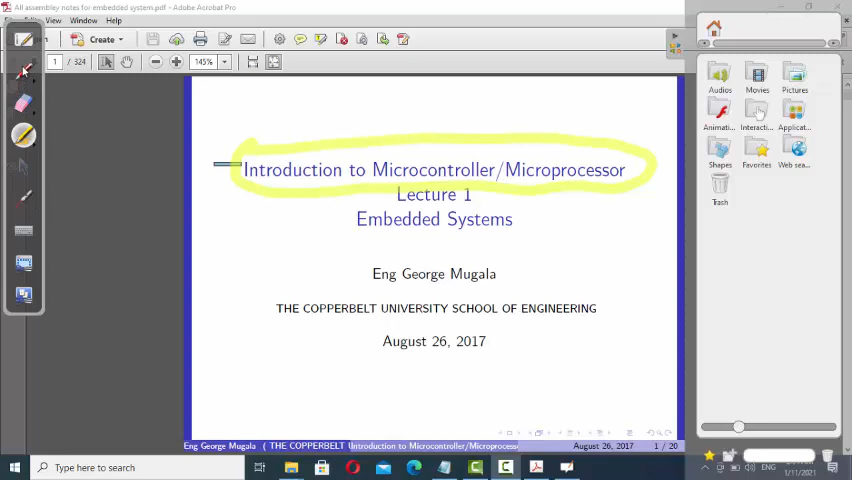 All assembley notes for embedded system.pdf - Adobe Acrobat Pro
Window Help
Create
1 / 324
145%
Introduction to Microcontroller/Microprocessor
Lecture 1
Embedded Systems
Eng George Mugala
THE COPPERBELT UNIVERSITY SCHOOL OF ENGINEERING
August 26, 2017
Eng George Mugala ( THE COPPERBELT U Introduction to Microcontroller/Microprocesso August 26, 2017 1 / 20
Audios Movies Pictures
Animati... Interacti... Applicat...
Shapes Favorites Web sea...
Trash
Type here to search
ENG
1/11/2021